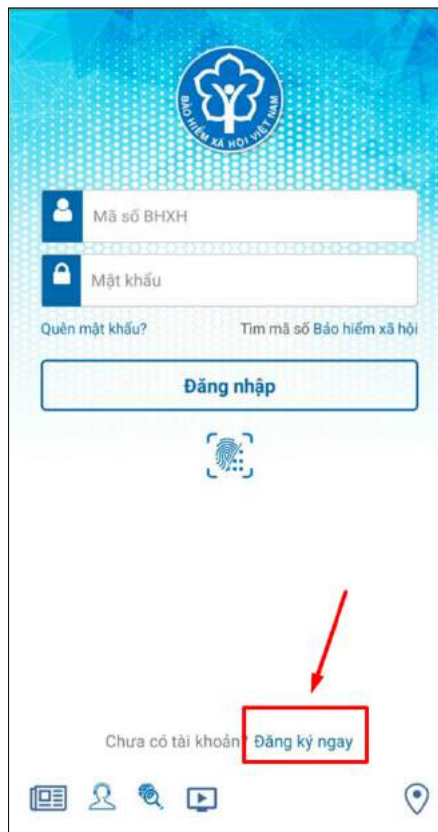 BẢO HIỂM XÃ HỘI VIỆT NAM
Mã số BHXH
Mật khẩu
Quên mật khẩu? Tìm mã số Bảo hiểm xã hội
Đăng nhập
Chưa có tài khoản? Đăng ký ngay